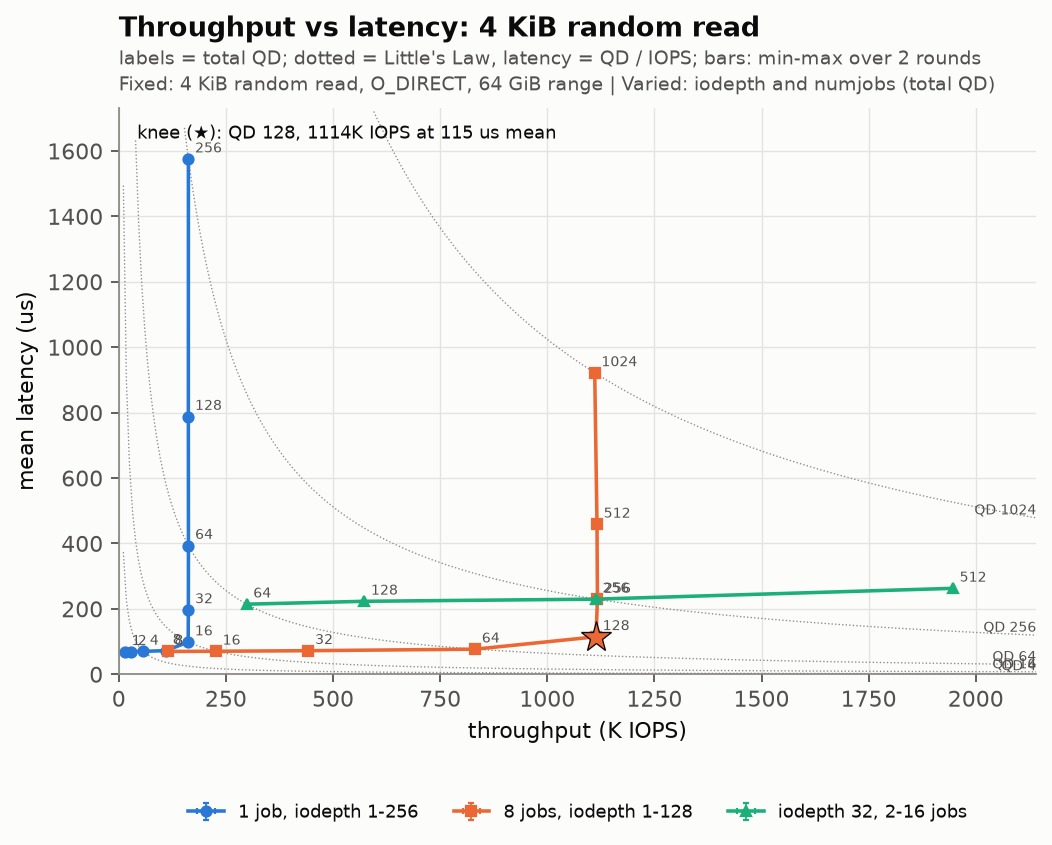 Throughput vs latency: 4 KiB random read
labels = total QD; dotted = Little's Law, latency = QD / IOPS; bars: min-max over 2 rounds
Fixed: 4 KiB random read, O_DIRECT, 64 GiB range | Varied: iodepth and numjobs (total QD)
knee (★): QD 128, 1114K IOPS at 115 us mean
256
1600
1400
1200
1000
800
600
400
200
0
mean latency (us)
1024
128
QD 1024
512
64
512
32
64
128
256
QD 256
16
128
1
2
4
8
8
16
32
64
QD 64
QD 4
0
250
500
750
1000
1250
1500
1750
2000
throughput (K IOPS)
1 job, iodepth 1-256
8 jobs, iodepth 1-128
iodepth 32, 2-16 jobs